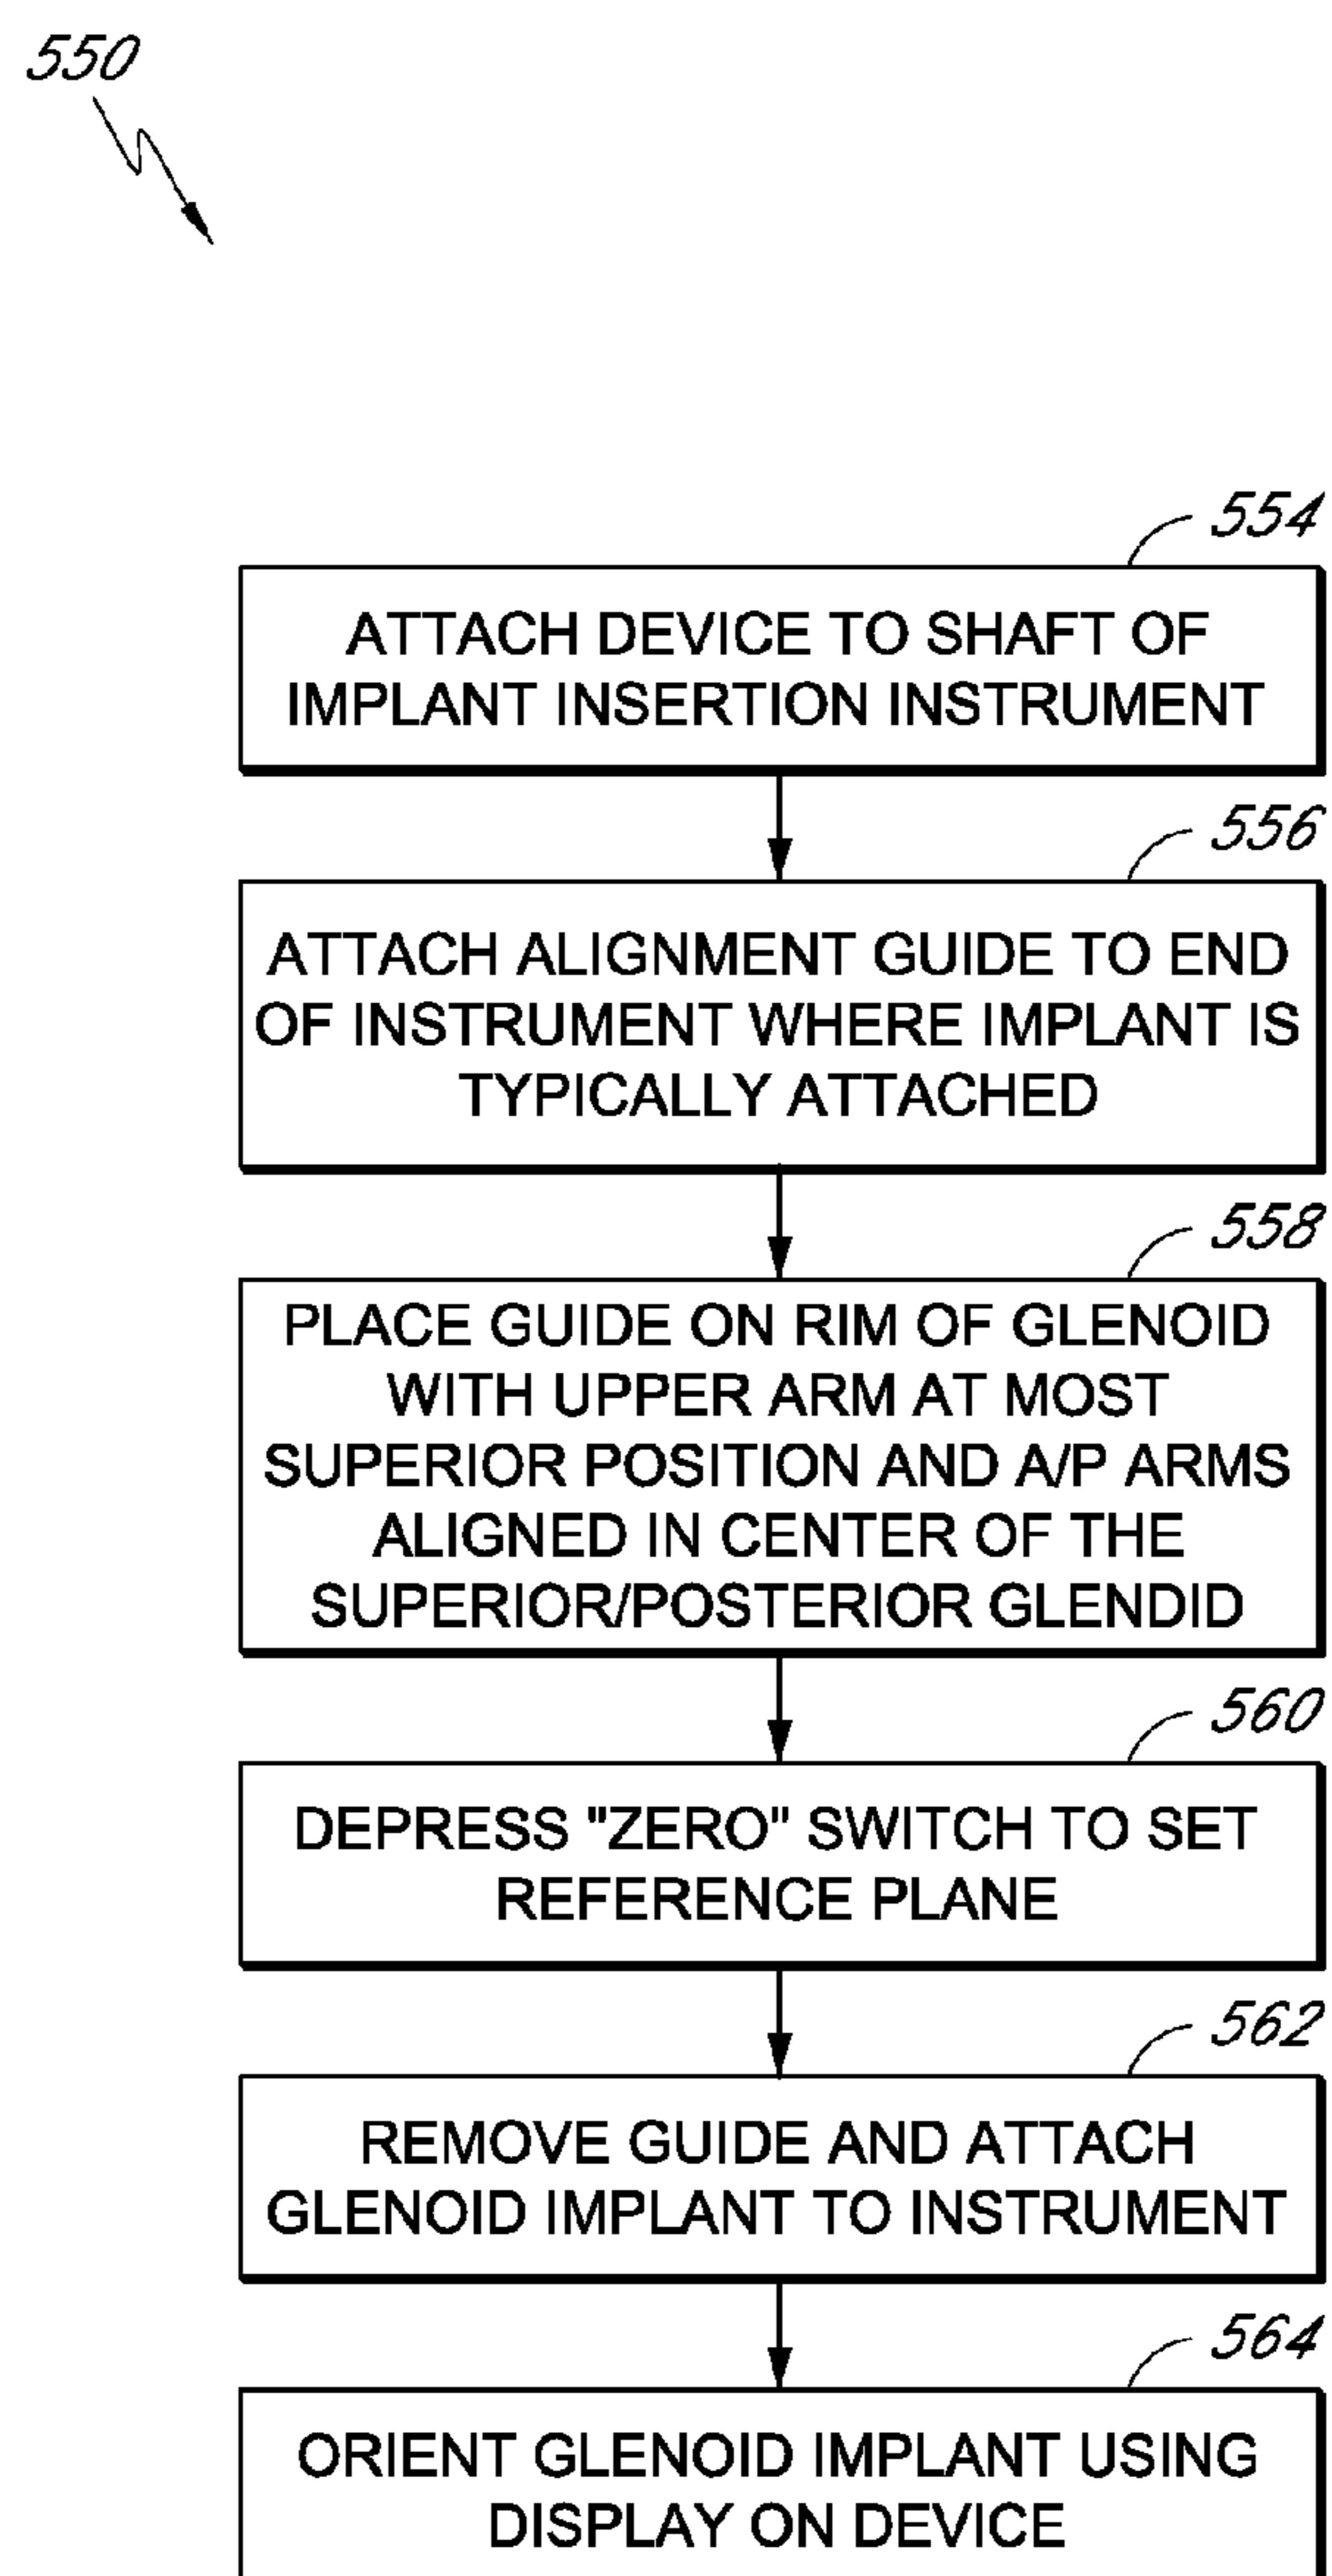 550
554
ATTACH DEVICE TO SHAFT OF
IMPLANT INSERTION INSTRUMENT
556
ATTACH ALIGNMENT GUIDE TO END
OF INSTRUMENT WHERE IMPLANT IS
TYPICALLY ATTACHED
558
PLACE GUIDE ON RIM OF GLENOID
WITH UPPER ARM AT MOST
SUPERIOR POSITION AND A/P ARMS
ALIGNED IN CENTER OF THE
SUPERIOR/POSTERIOR GLENDID
560
DEPRESS "ZERO" SWITCH TO SET
REFERENCE PLANE
562
REMOVE GUIDE AND ATTACH
GLENOID IMPLANT TO INSTRUMENT
564
ORIENT GLENOID IMPLANT USING
DISPLAY ON DEVICE